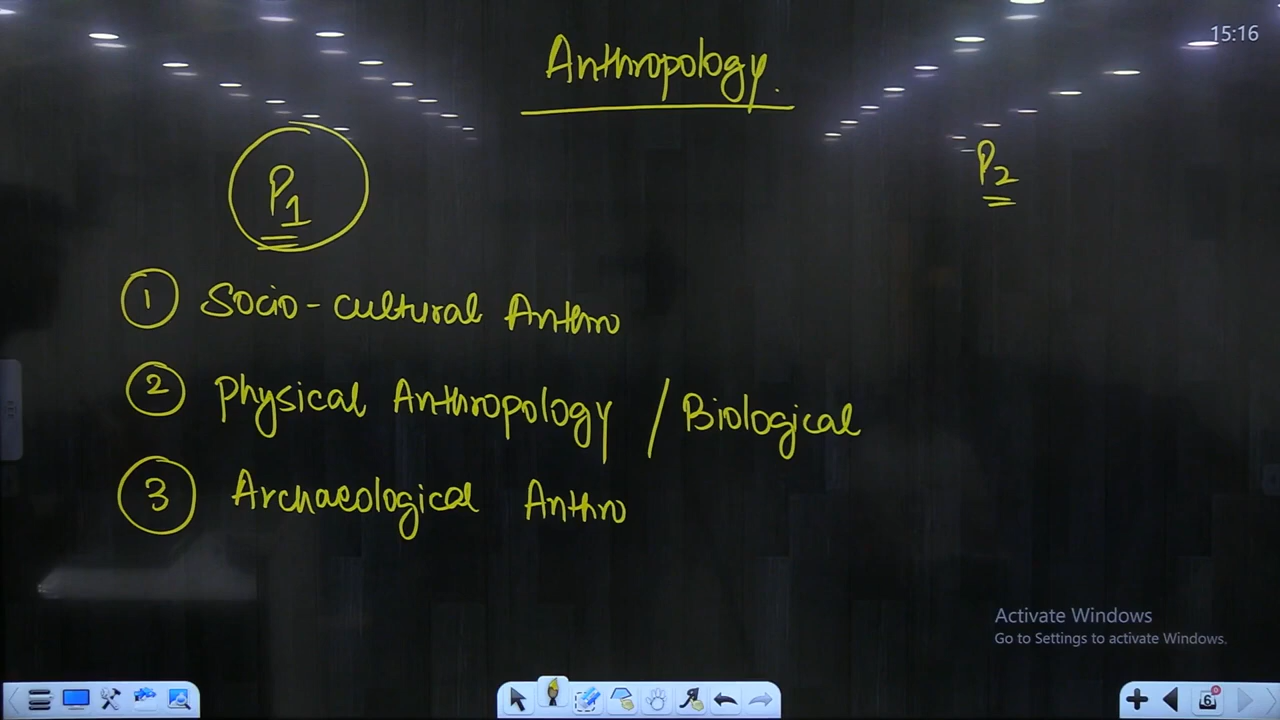 15:16
Anthropology.
P1
P2
1 Socio-cultural Anthro
2 Physical Anthropology / Biological
3 Archaeological Anthro
Activate Windows
Go to Settings to activate Windows.
6